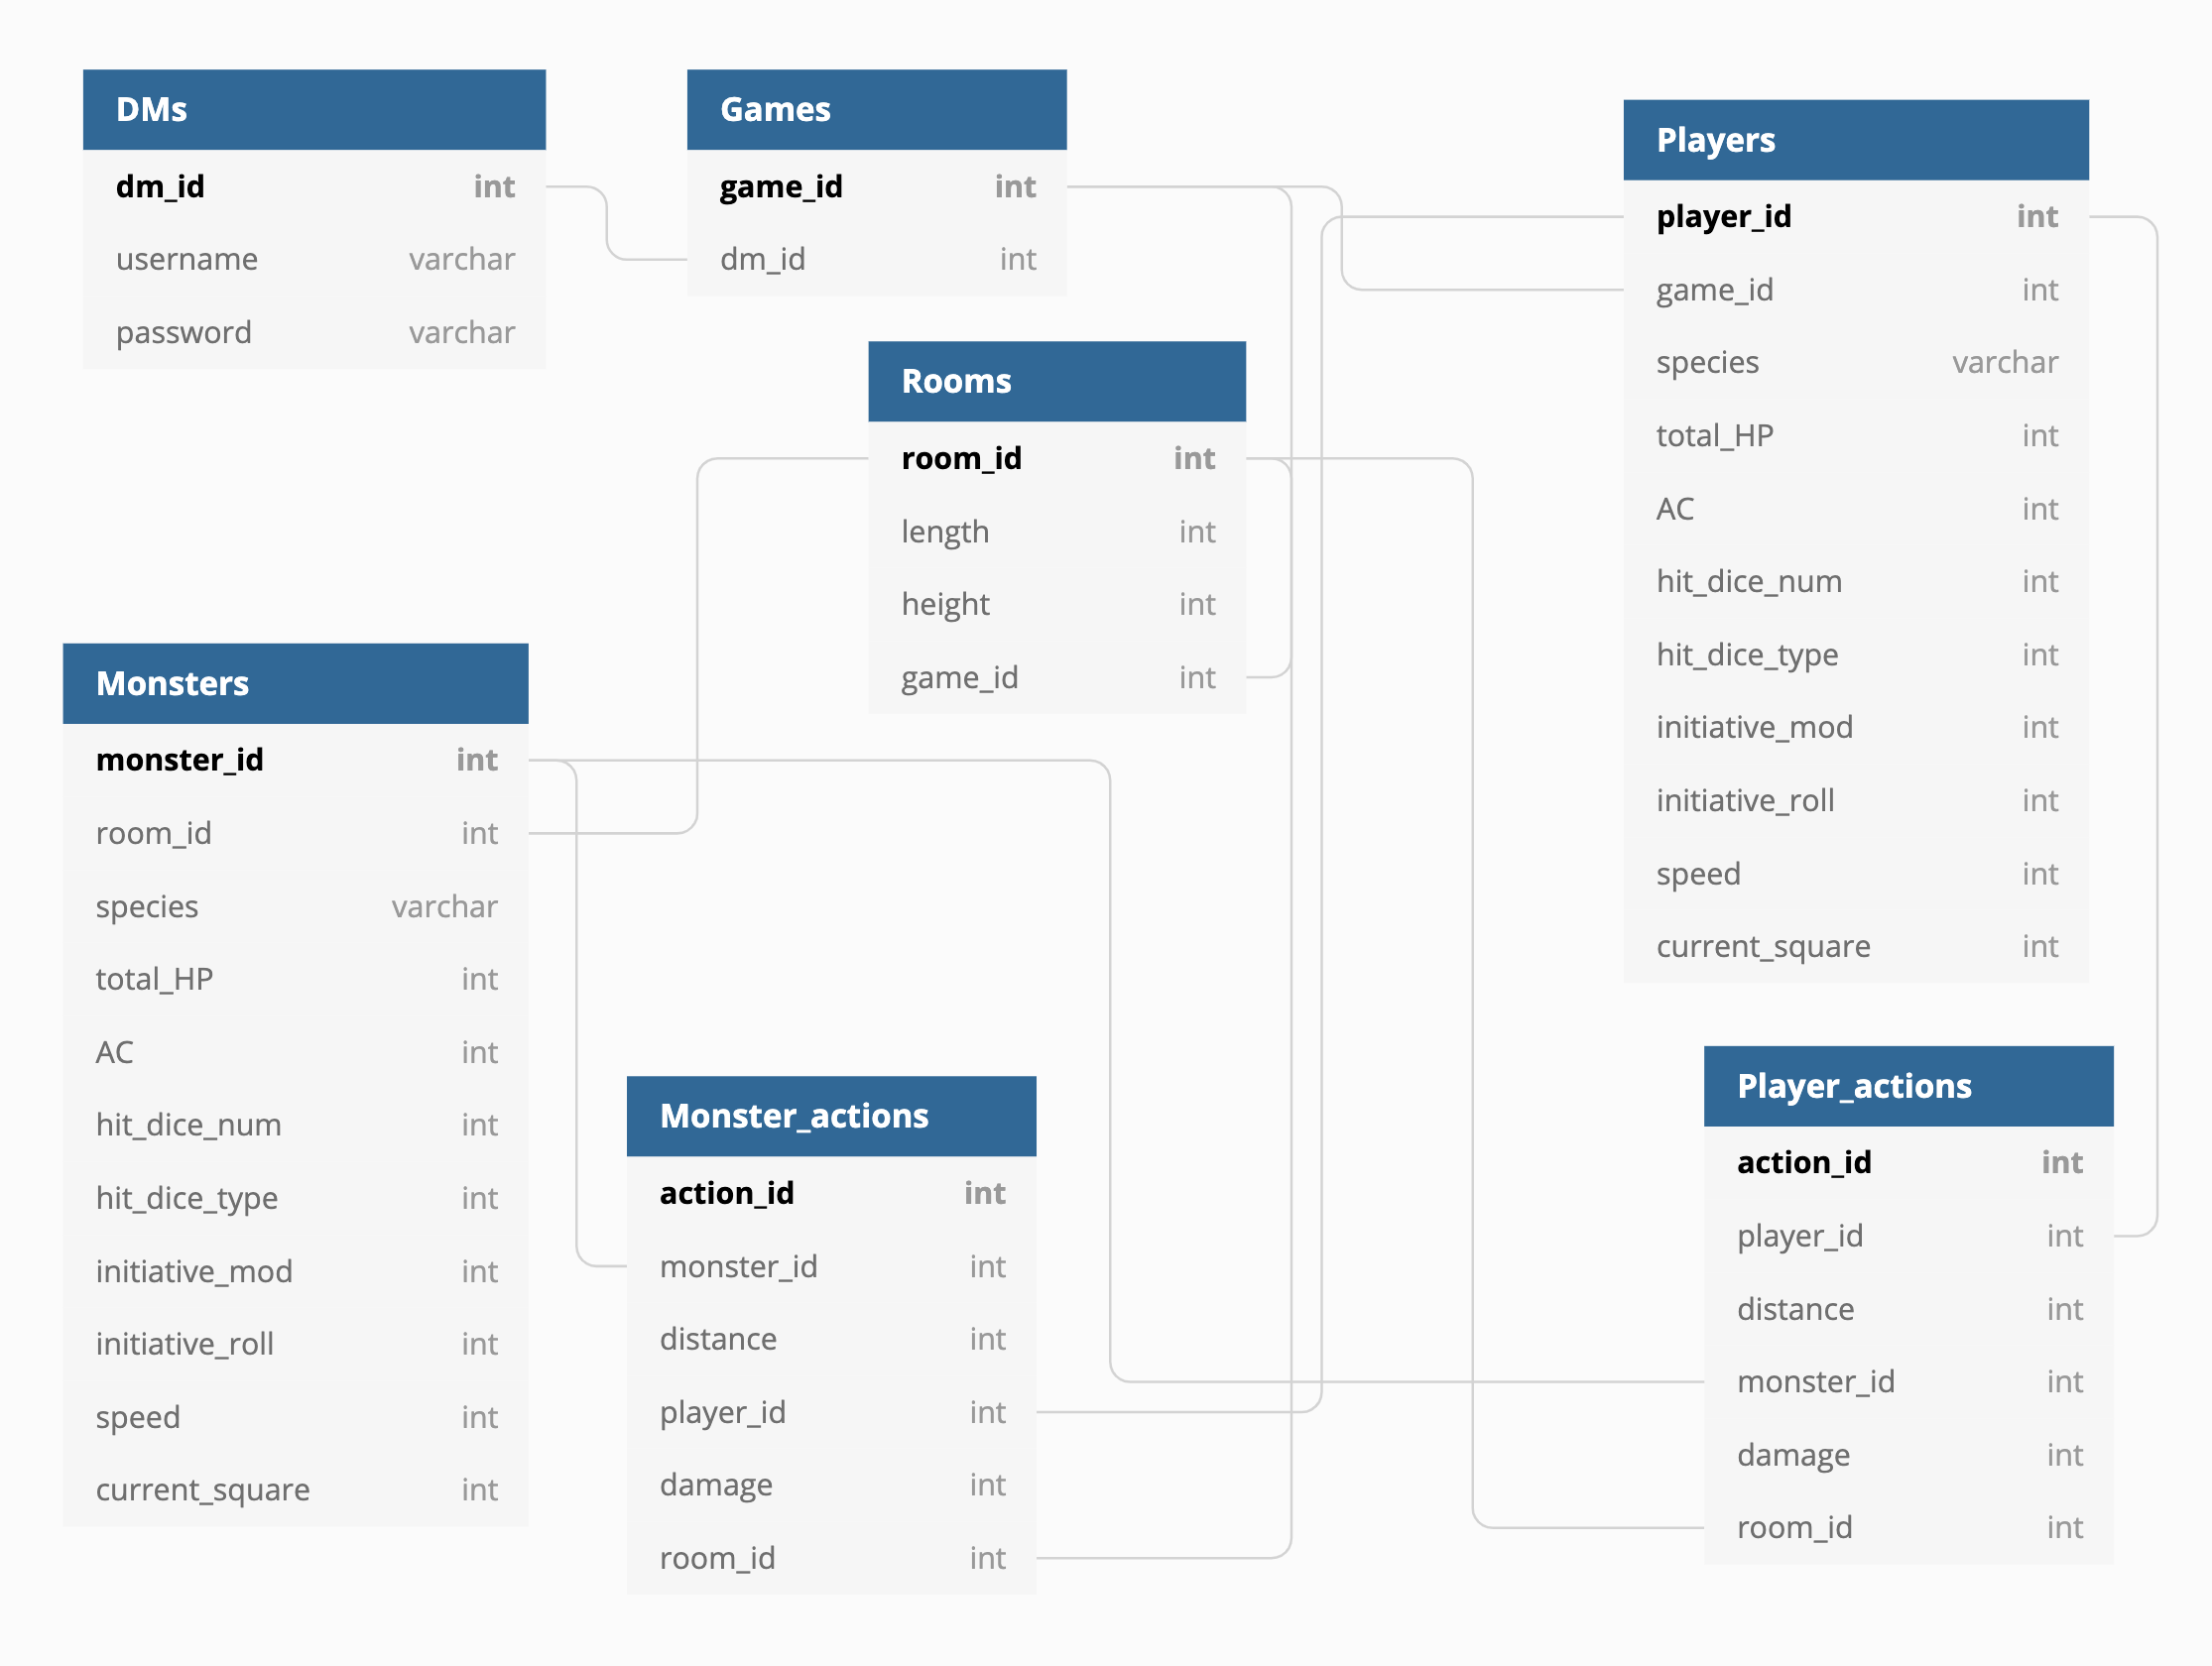 DMs
dm_id int
username varchar
password varchar
Games
game_id int
dm_id int
Players
player_id int
game_id int
species varchar
total_HP int
AC int
hit_dice_num int
hit_dice_type int
initiative_mod int
initiative_roll int
speed int
current_square int
Rooms
room_id int
length int
height int
game_id int
Monsters
monster_id int
room_id int
species varchar
total_HP int
AC int
hit_dice_num int
hit_dice_type int
initiative_mod int
initiative_roll int
speed int
current_square int
Monster_actions
action_id int
monster_id int
distance int
player_id int
damage int
room_id int
Player_actions
action_id int
player_id int
distance int
monster_id int
damage int
room_id int